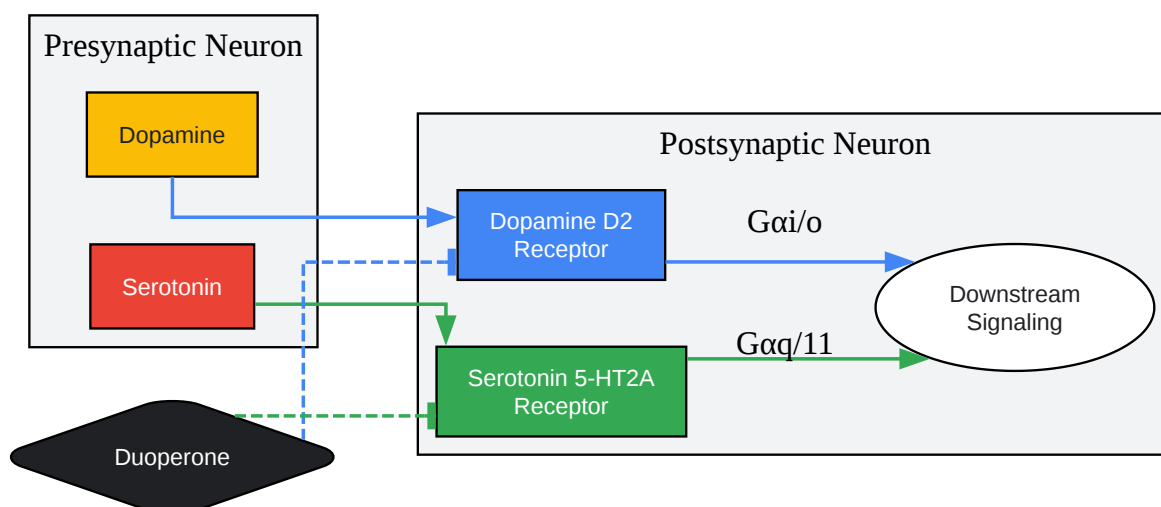 Presynaptic Neuron
Dopamine
Serotonin
Duoperone
Postsynaptic Neuron
Dopamine D2
Receptor
Gαi/o
Serotonin 5-HT2A
Receptor
Gαq/11
Downstream
Signaling